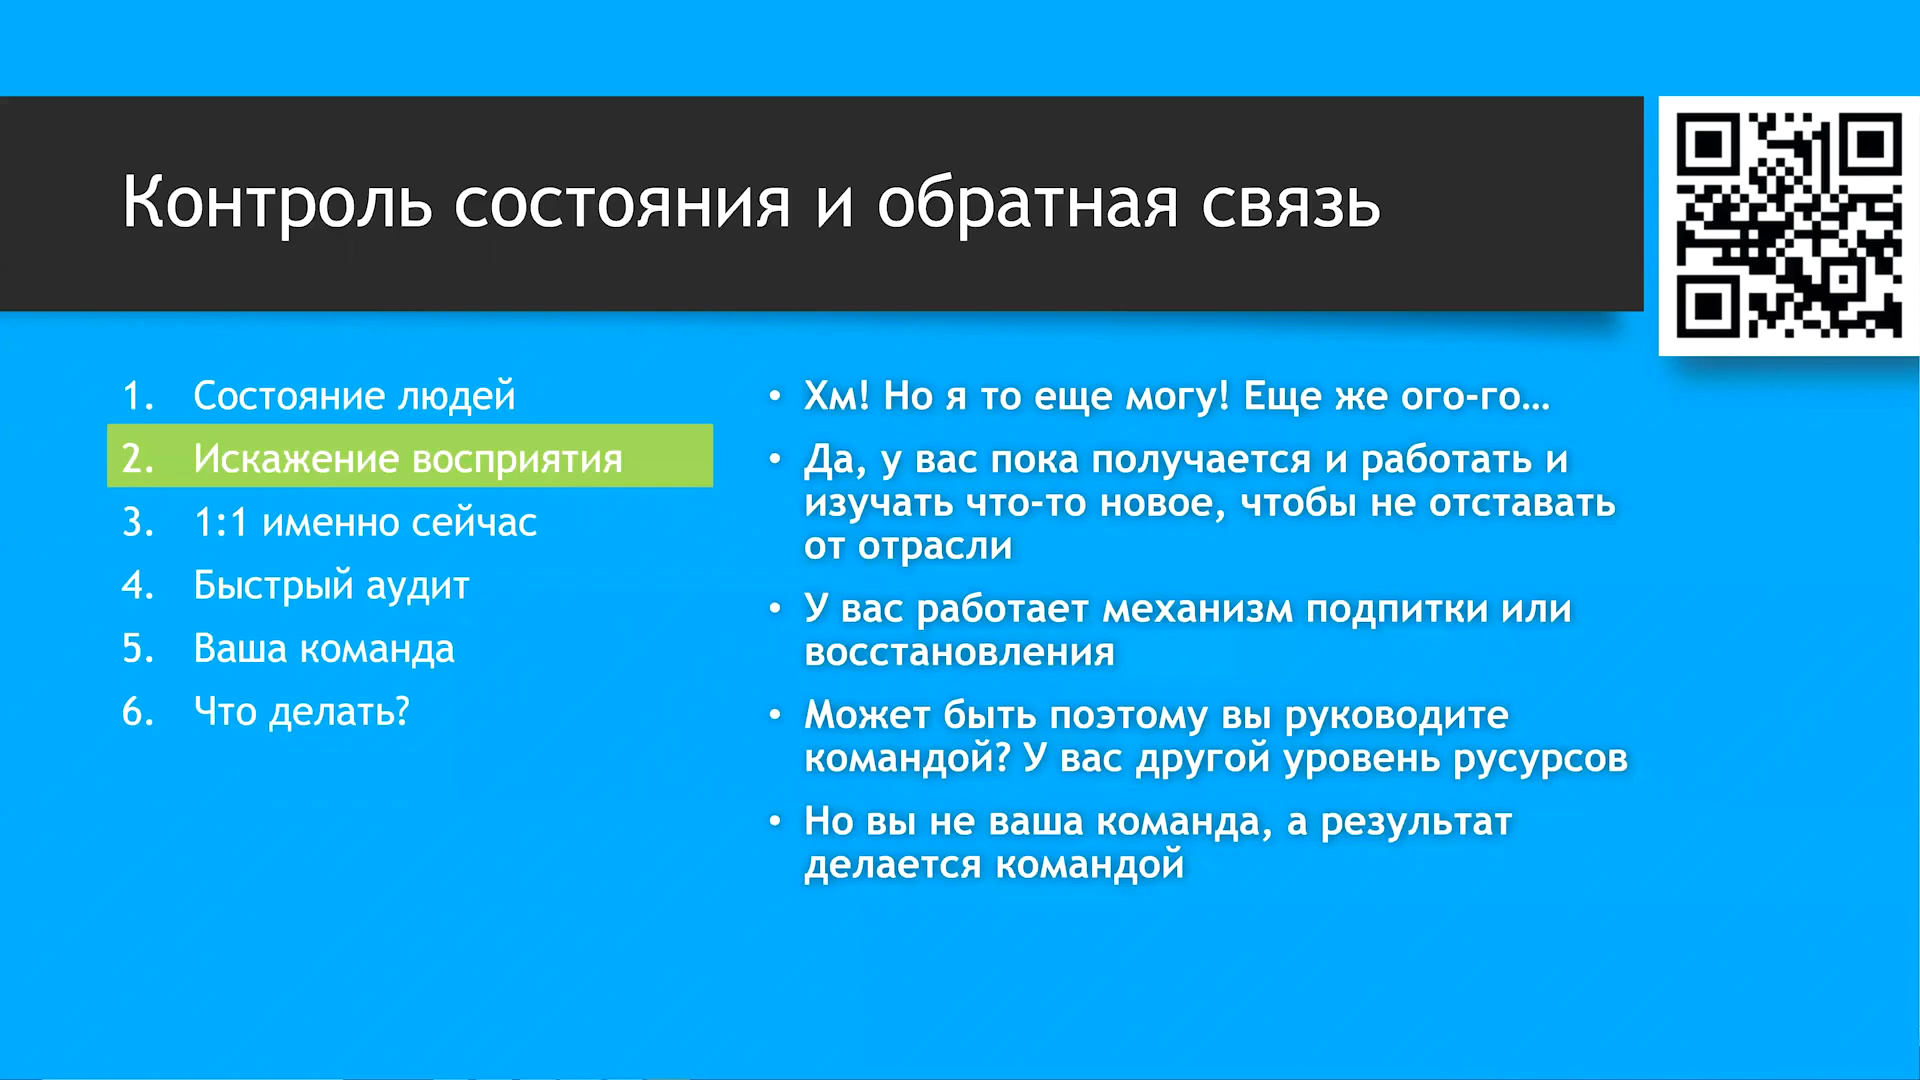 Контроль состояния и обратная связь
1. Состояние людей
2. Искажение восприятия
3. 1:1 именно сейчас
4. Быстрый аудит
5. Ваша команда
6. Что делать?
• Хм! Но я то еще могу! Еще же ого-го...
• Да, у вас пока получается и работать и
изучать что-то новое, чтобы не отставать
от отрасли
• У вас работает механизм подпитки или
восстановления
• Может быть поэтому вы руководите
командой? У вас другой уровень русурсов
• Но вы не ваша команда, а результат
делается командой